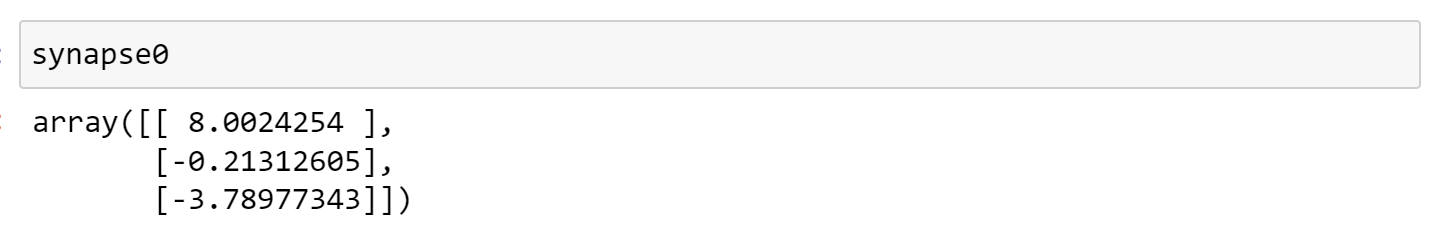 synapse0
array([[ 8.0024254 ],
       [-0.21312605],
       [-3.78977343]])